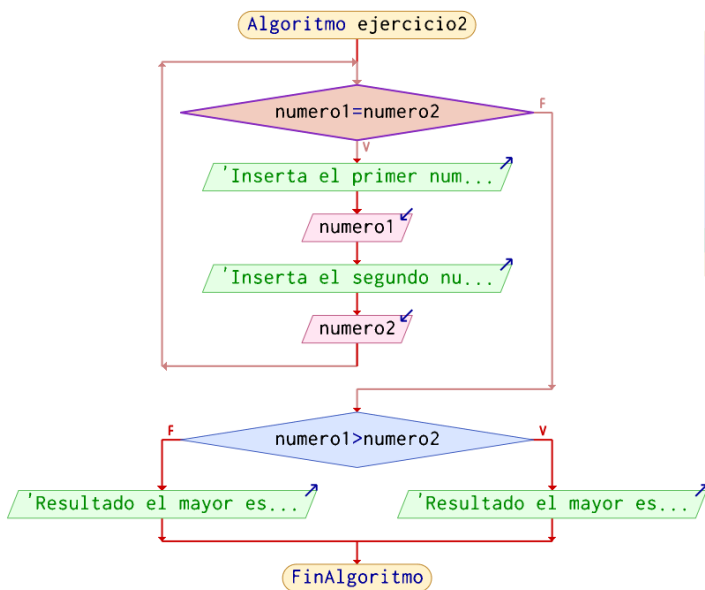 Algoritmo ejercicio2
numero1=numero2
F
V
'Inserta el primer num...
numero1
'Inserta el segundo nu...
numero2
numero1>numero2
F
V
'Resultado el mayor es...
'Resultado el mayor es...
FinAlgoritmo